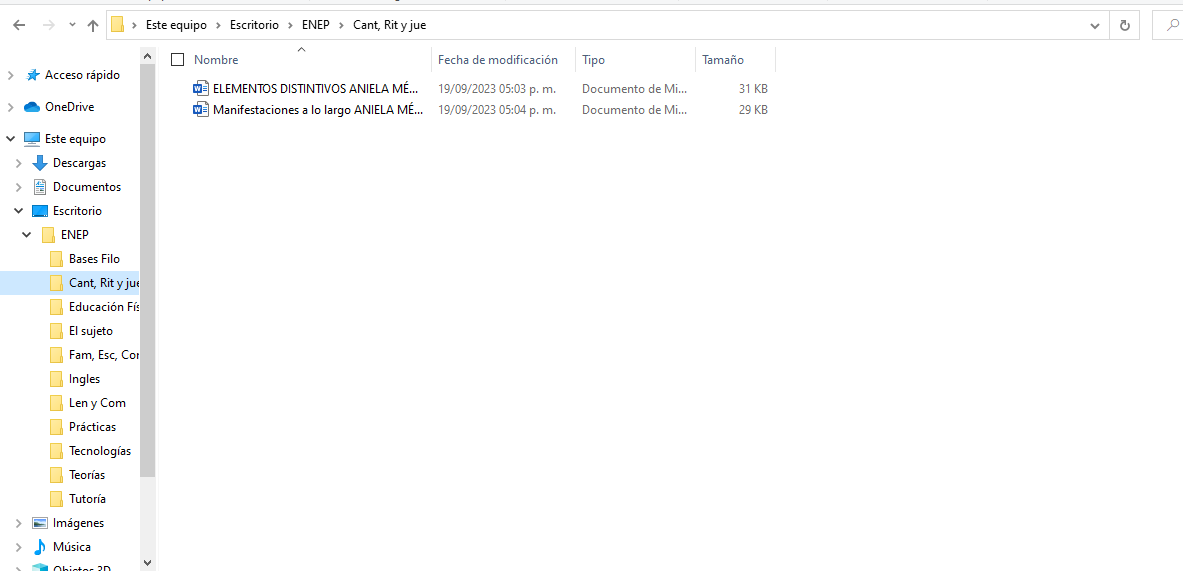 Este equipo > Escritorio > ENEP > Cant, Rit y jue
Acceso rápido
OneDrive
Este equipo
Descargas
Documentos
Escritorio
ENEP
Bases Filo
Cant, Rit y jue
Educación Fís
El sujeto
Fam, Esc, Cor
Ingles
Len y Com
Prácticas
Tecnologías
Teorías
Tutoría
Imágenes
Música
Objetos 3D
Nombre Fecha de modificación Tipo Tamaño
ELEMENTOS DISTINTIVOS ANIELA MÉ... 19/09/2023 05:03 p. m. Documento de Mi... 31 KB
Manifestaciones a lo largo ANIELA MÉ... 19/09/2023 05:04 p. m. Documento de Mi... 29 KB